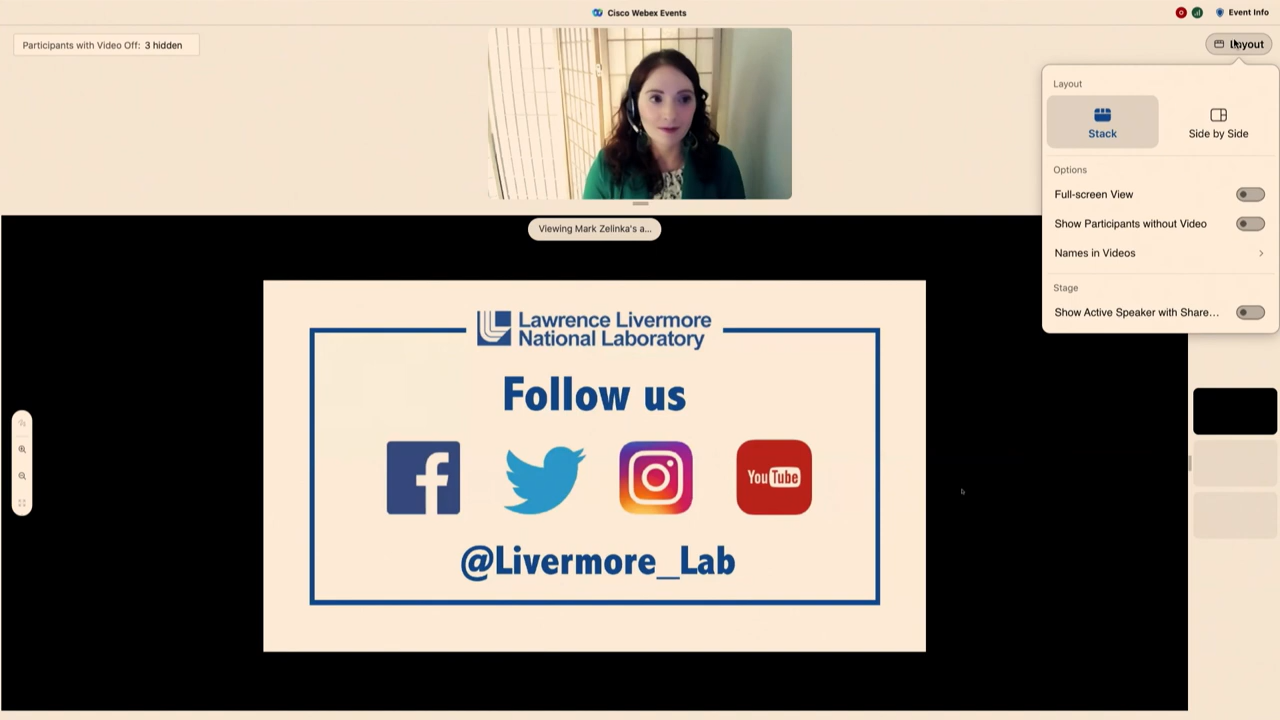 Cisco Webex Events
Event Info
Participants with Video Off: 3 hidden
Layout
Layout
Stack
Side by Side
Options
Full-screen View
Show Participants without Video
Names in Videos
Stage
Show Active Speaker with Share...
Viewing Mark Zelinka's a...
Lawrence Livermore
National Laboratory
Follow us
f
You Tube
@Livermore_Lab